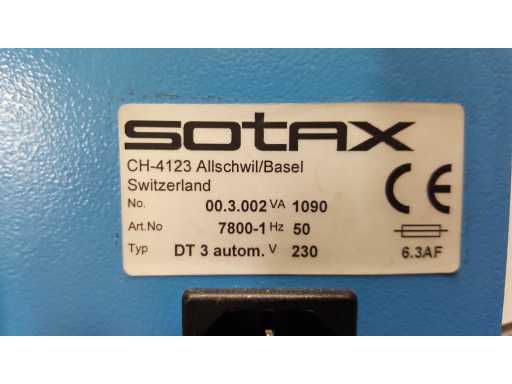 sotax
CH-4123 Allschwil/Basel
Switzerland
No. 00.3.002 VA 1090
Art.No 7800-1 Hz 50
Typ DT 3 autom. V 230
CE
6.3AF